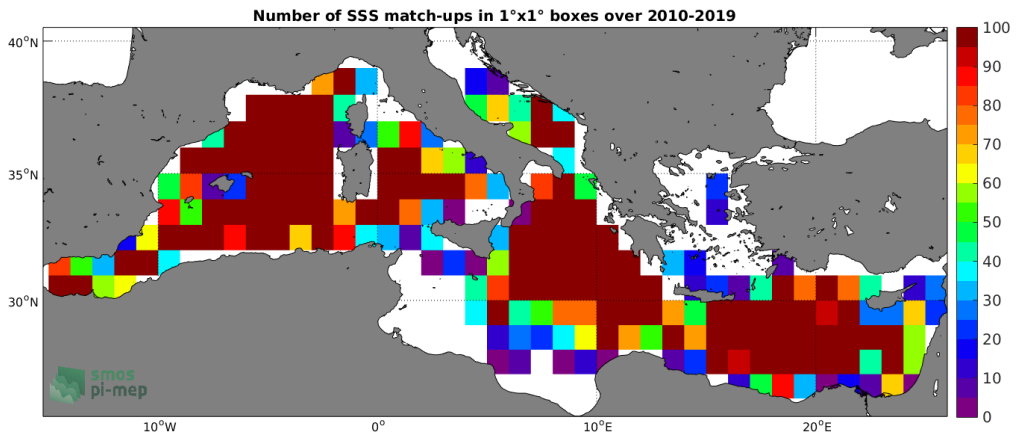 Number of SSS match-ups in 1°x1° boxes over 2010-2019
40°N
35°N
30°N
10°W
0°
10°E
20°E
100
90
80
70
60
50
40
30
20
10
0
smos
pi-mep